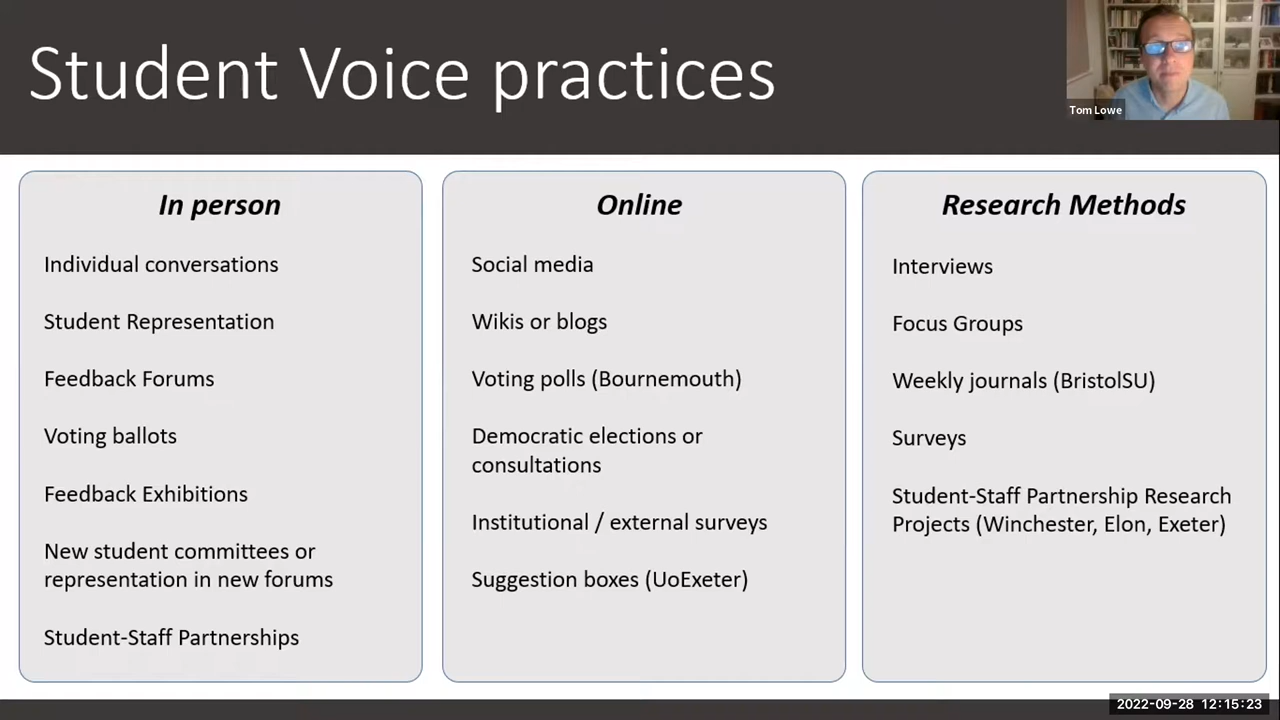 Student Voice practices
Tom Lowe
In person
Individual conversations
Student Representation
Feedback Forums
Voting ballots
Feedback Exhibitions
New student committees or
representation in new forums
Student-Staff Partnerships
Online
Social media
Wikis or blogs
Voting polls (Bournemouth)
Democratic elections or
consultations
Institutional / external surveys
Suggestion boxes (UoExeter)
Research Methods
Interviews
Focus Groups
Weekly journals (BristolSU)
Surveys
Student-Staff Partnership Research
Projects (Winchester, Elon, Exeter)
2022-09-28 12:15:23